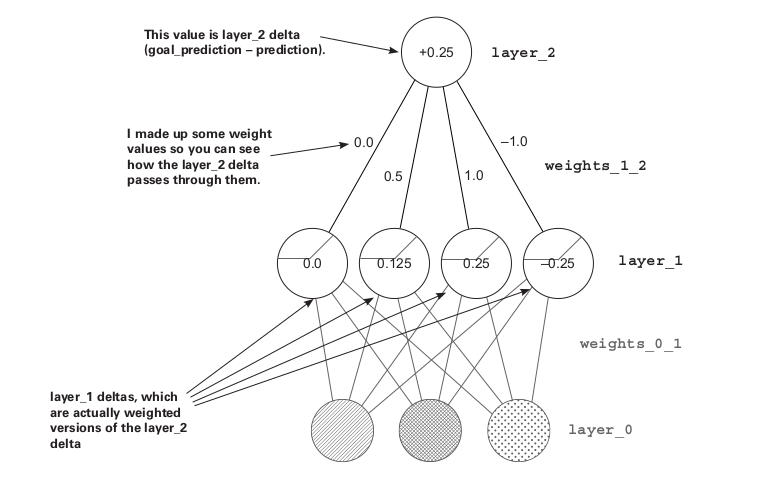 This value is layer_2 delta
(goal_prediction – prediction).
+0.25
layer_2
I made up some weight
values so you can see
how the layer_2 delta
passes through them.
0.0
0.5
1.0
–1.0
weights_1_2
0.0
0.125
0.25
–0.25
layer_1
weights_0_1
layer_1 deltas, which
are actually weighted
versions of the layer_2
delta
layer_0